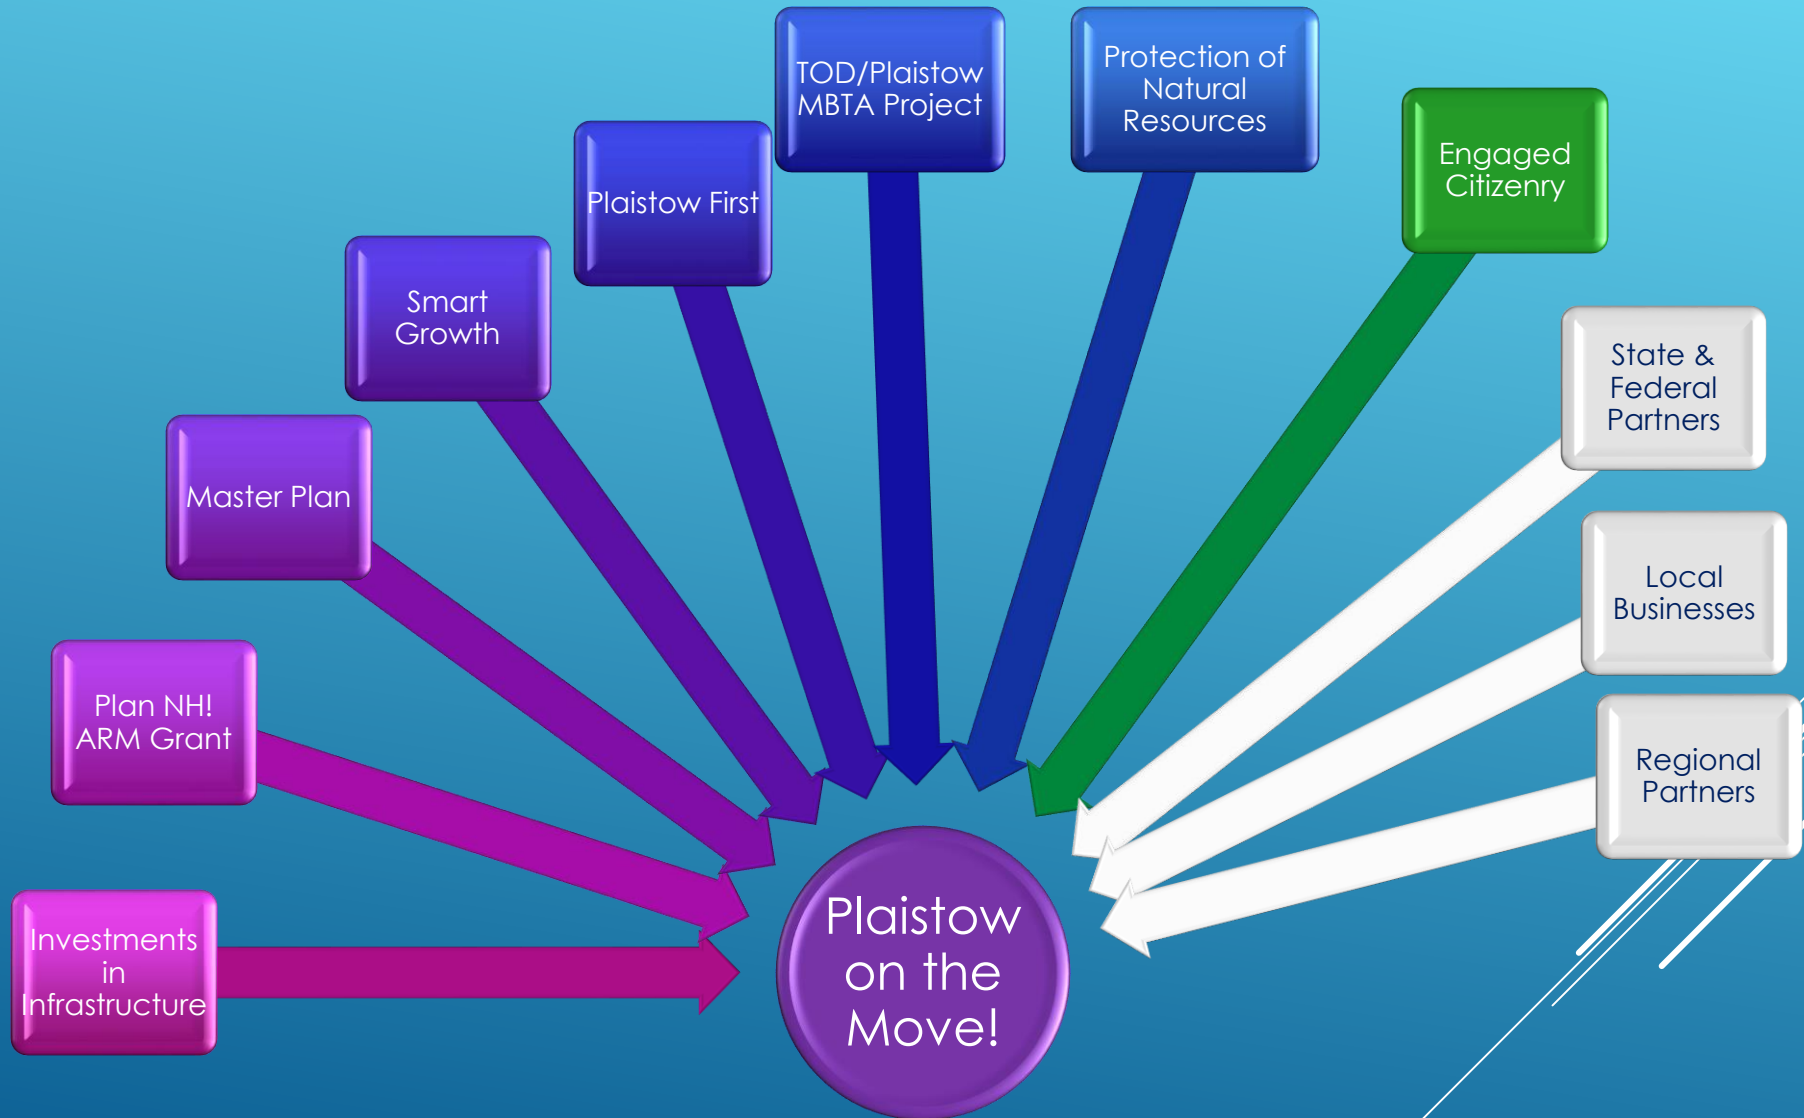 TOD/Plaistow
MBTA Project
Protection of
Natural
Resources
Engaged
Citizenry
Plaistow First
Smart
Growth
State &
Federal
Partners
Master Plan
Local
Businesses
Plan NH!
ARM Grant
Regional
Partners
Investments
in
Infrastructure
Plaistow
on the
Move!